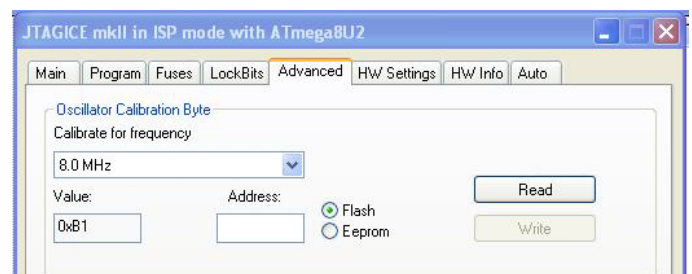 JTAGICE mkII in ISP mode with ATmega8U2
Main Program Fuses LockBits Advanced HW Settings HW Info Auto
Oscillator Calibration Byte
Calibrate for frequency
8.0 MHz
Read
Value: Address:
Flash
0xB1
Eeprom
Write